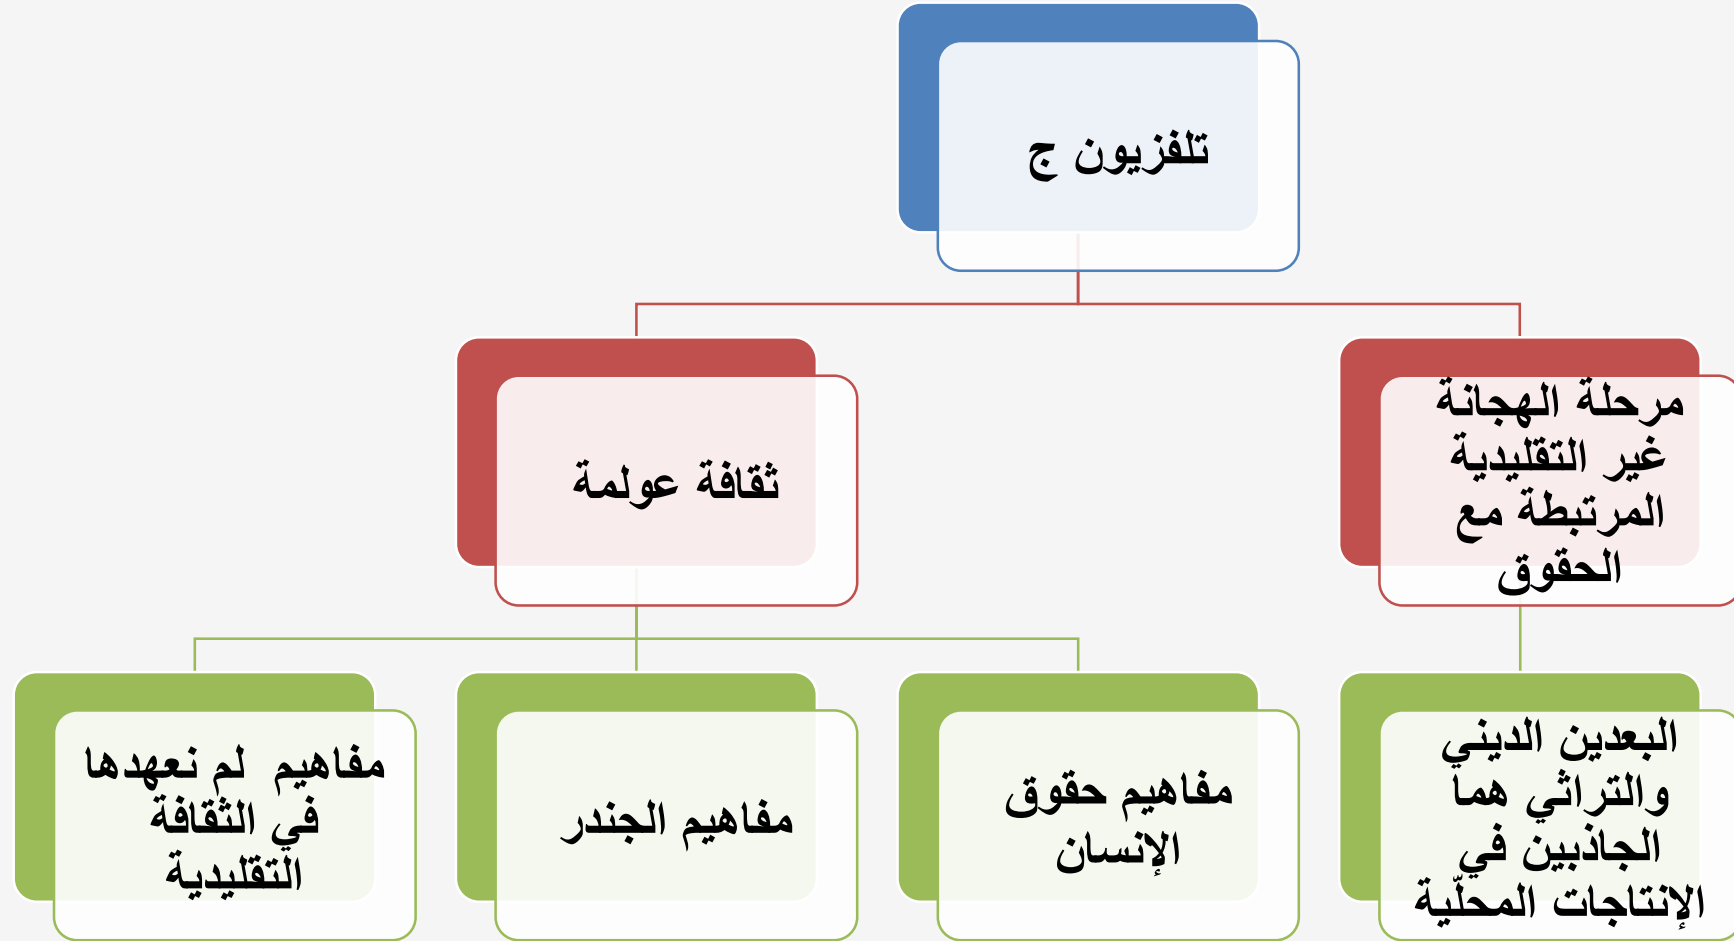 تلفزيون ج
مرحلة الهجانة
غير التقليدية
المرتبطة مع
الحقوق
ثقافة عولمة
البعدين الديني
والتراثي هما
الجاذبين في
الإنتاجات المحلّية
مفاهيم حقوق
الإنسان
مفاهيم الجندر
مفاهيم لم نعهدها
في الثقافة
التقليدية